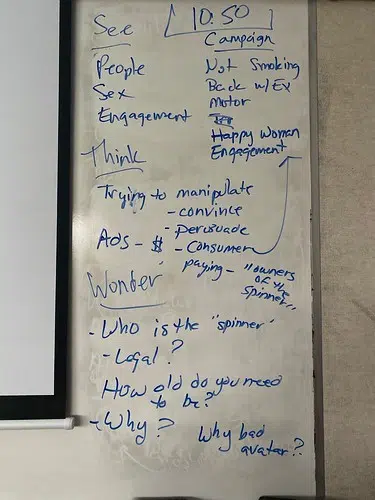 See
People
Sex
Engagement
10.50
Campaign
Not Smoking
Back w/Ex
Motor
Happy Woman
Engagement
Think
Trying to manipulate
- convince
- persuade
Ads - $ - Consumer
paying - "owners
of the
spinner"
Wonder
- Who is the "spinner"
- Legal?
How old do you need
to be?
- Why?
Why bad
avatar?